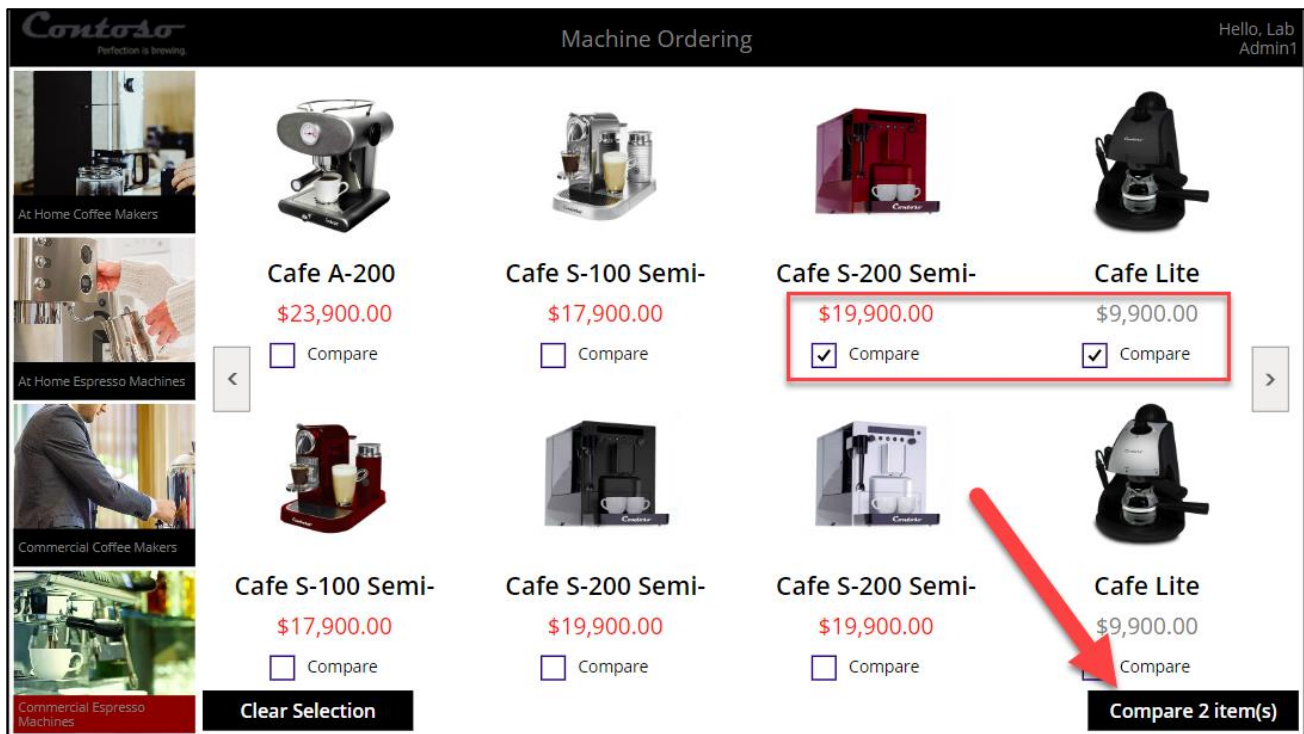 Contoso
Perfection is brewing.
Machine Ordering
Hello, Lab
Admin1
At Home Coffee Makers
At Home Espresso Machines
Commercial Coffee Makers
Commercial Espresso
Machines
Cafe A-200
$23,900.00
Compare
Cafe S-100 Semi-
$17,900.00
Compare
Cafe S-200 Semi-
$19,900.00
Compare
Cafe Lite
$9,900.00
Compare
<
>
Cafe S-100 Semi-
$17,900.00
Compare
Cafe S-200 Semi-
$19,900.00
Compare
Cafe S-200 Semi-
$19,900.00
Compare
Cafe Lite
$9,900.00
Compare
Clear Selection
Compare 2 item(s)